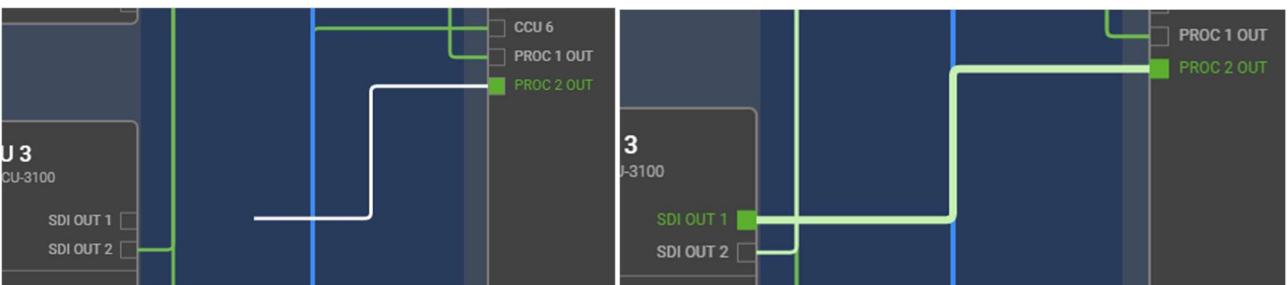 CCU 6
PROC 1 OUT
PROC 2 OUT
U 3
CU-3100
SDI OUT 1
SDI OUT 2
PROC 1 OUT
PROC 2 OUT
3
J-3100
SDI OUT 1
SDI OUT 2